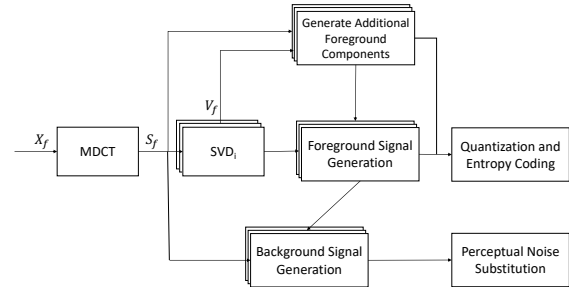 Generate Additional
Foreground
Components
V_f
X_f
MDCT
S_f
SVD_i
Foreground Signal
Generation
Quantization and
Entropy Coding
Background Signal
Generation
Perceptual Noise
Substitution